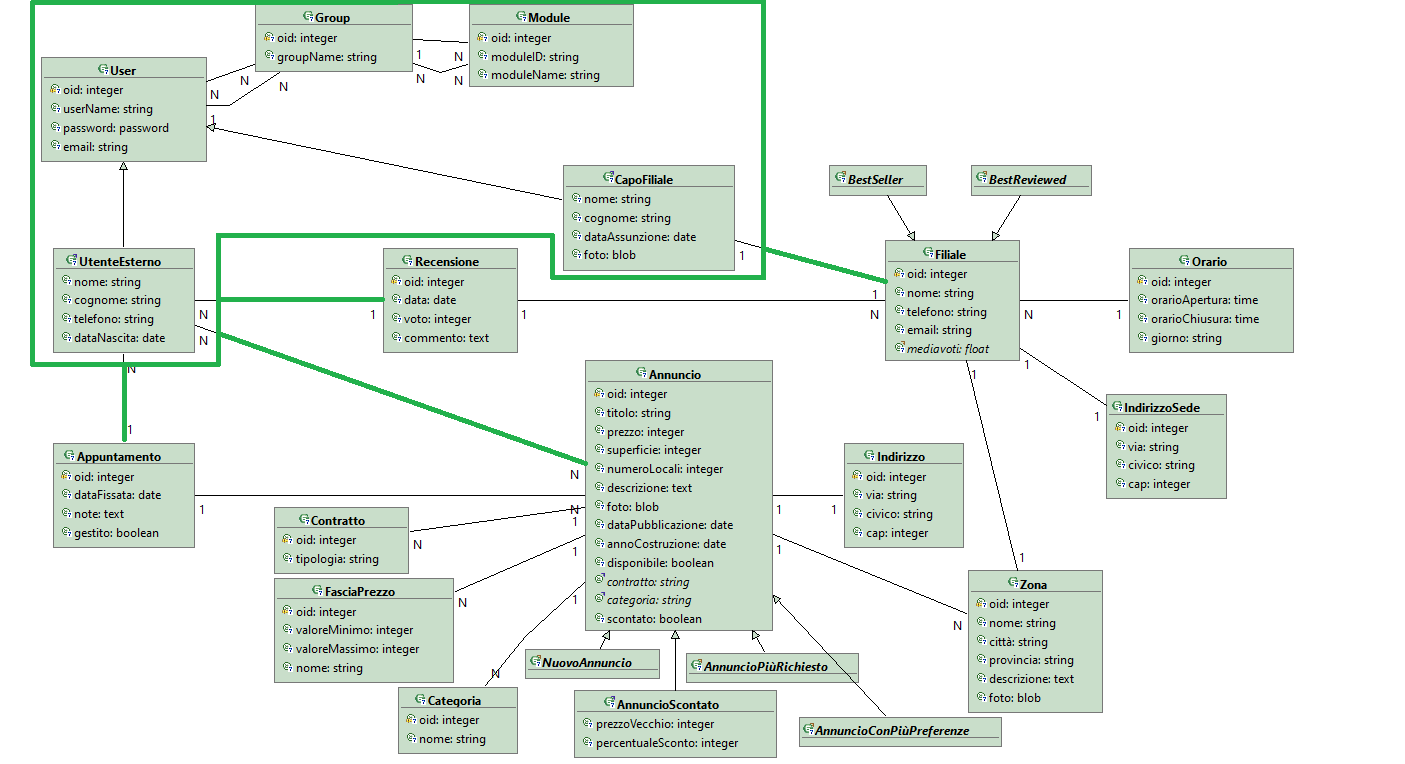 Group
oid: integer
groupName: string
1
N
N
N
Module
oid: integer
moduleID: string
moduleName: string
User
oid: integer
userName: string
password: password
email: string
N
N
N
1
CapoFiliale
nome: string
cognome: string
dataAssunzione: date
foto: blob
1
BestSeller
BestReviewed
UtenteEsterno
nome: string
cognome: string
telefono: string
dataNascita: date
N
N
N
1
Recensione
oid: integer
data: date
voto: integer
commento: text
1
1
Filiale
oid: integer
nome: string
telefono: string
email: string
mediavoti: float
1
N
N
1
1
1
Orario
oid: integer
orarioApertura: time
orarioChiusura: time
giorno: string
1
IndirizzoSede
oid: integer
via: string
civico: string
cap: integer
1
Annuncio
oid: integer
titolo: string
prezzo: integer
superficie: integer
numeroLocali: integer
descrizione: text
foto: blob
dataPubblicazione: date
annoCostruzione: date
disponibile: boolean
contratto: string
categoria: string
scontato: boolean
N
N
1
1
1
1
1
Appuntamento
oid: integer
dataFissata: date
note: text
gestito: boolean
1
Indirizzo
oid: integer
via: string
civico: string
cap: integer
1
Contratto
oid: integer
tipologia: string
N
FasciaPrezzo
oid: integer
valoreMinimo: integer
valoreMassimo: integer
nome: string
N
Zona
oid: integer
nome: string
città: string
provincia: string
descrizione: text
foto: blob
N
NuovoAnnuncio
AnnuncioPiùRichiesto
Categoria
oid: integer
nome: string
N
AnnuncioScontato
prezzoVecchio: integer
percentualeSconto: integer
AnnuncioConPiùPreferenze